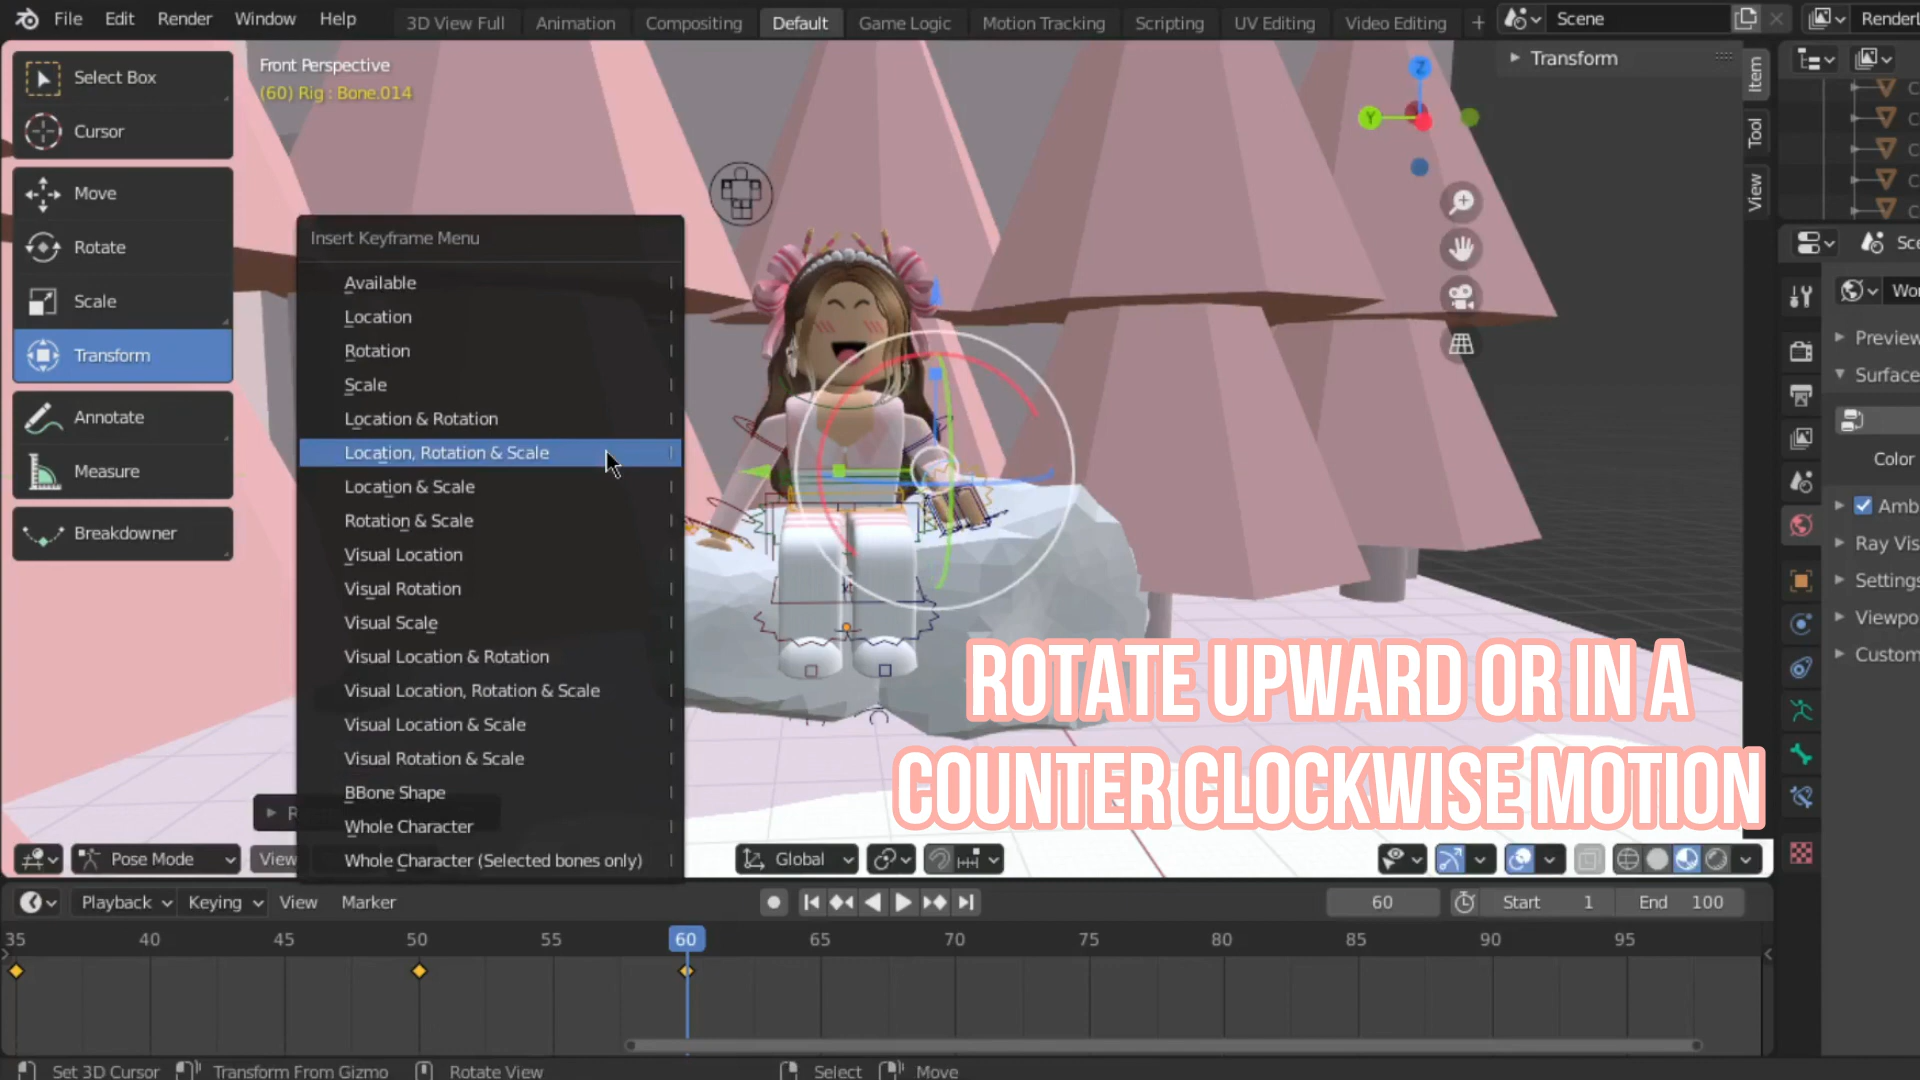 File Edit Render Window Help
3D View Full Animation Compositing Default Game Logic Motion Tracking Scripting UV Editing Video Editing +
Scene
Select Box
Cursor
Move
Rotate
Scale
Transform
Annotate
Measure
Breakdowner
Front Perspective
(60) Rig : Bone.014
Insert Keyframe Menu
Available I
Location I
Rotation I
Scale I
Location & Rotation I
Location, Rotation & Scale I
Location & Scale I
Rotation & Scale I
Visual Location I
Visual Rotation I
Visual Scale I
Visual Location & Rotation I
Visual Location, Rotation & Scale I
Visual Location & Scale I
Visual Rotation & Scale I
BBone Shape I
Whole Character I
Whole Character (Selected bones only) I
Z
Y
Transform
Item
Tool
View
Preview
Surface
Color
Amb
Ray Vis
Settings
Viewpo
Custom
ROTATE UPWARD OR IN A
COUNTER CLOCKWISE MOTION
Pose Mode View Global
Playback Keying View Marker 60 Start 1 End 100
35 40 45 50 55 60 65 70 75 80 85 90 95
Set 3D Cursor Transform From Gizmo Rotate View Select Move